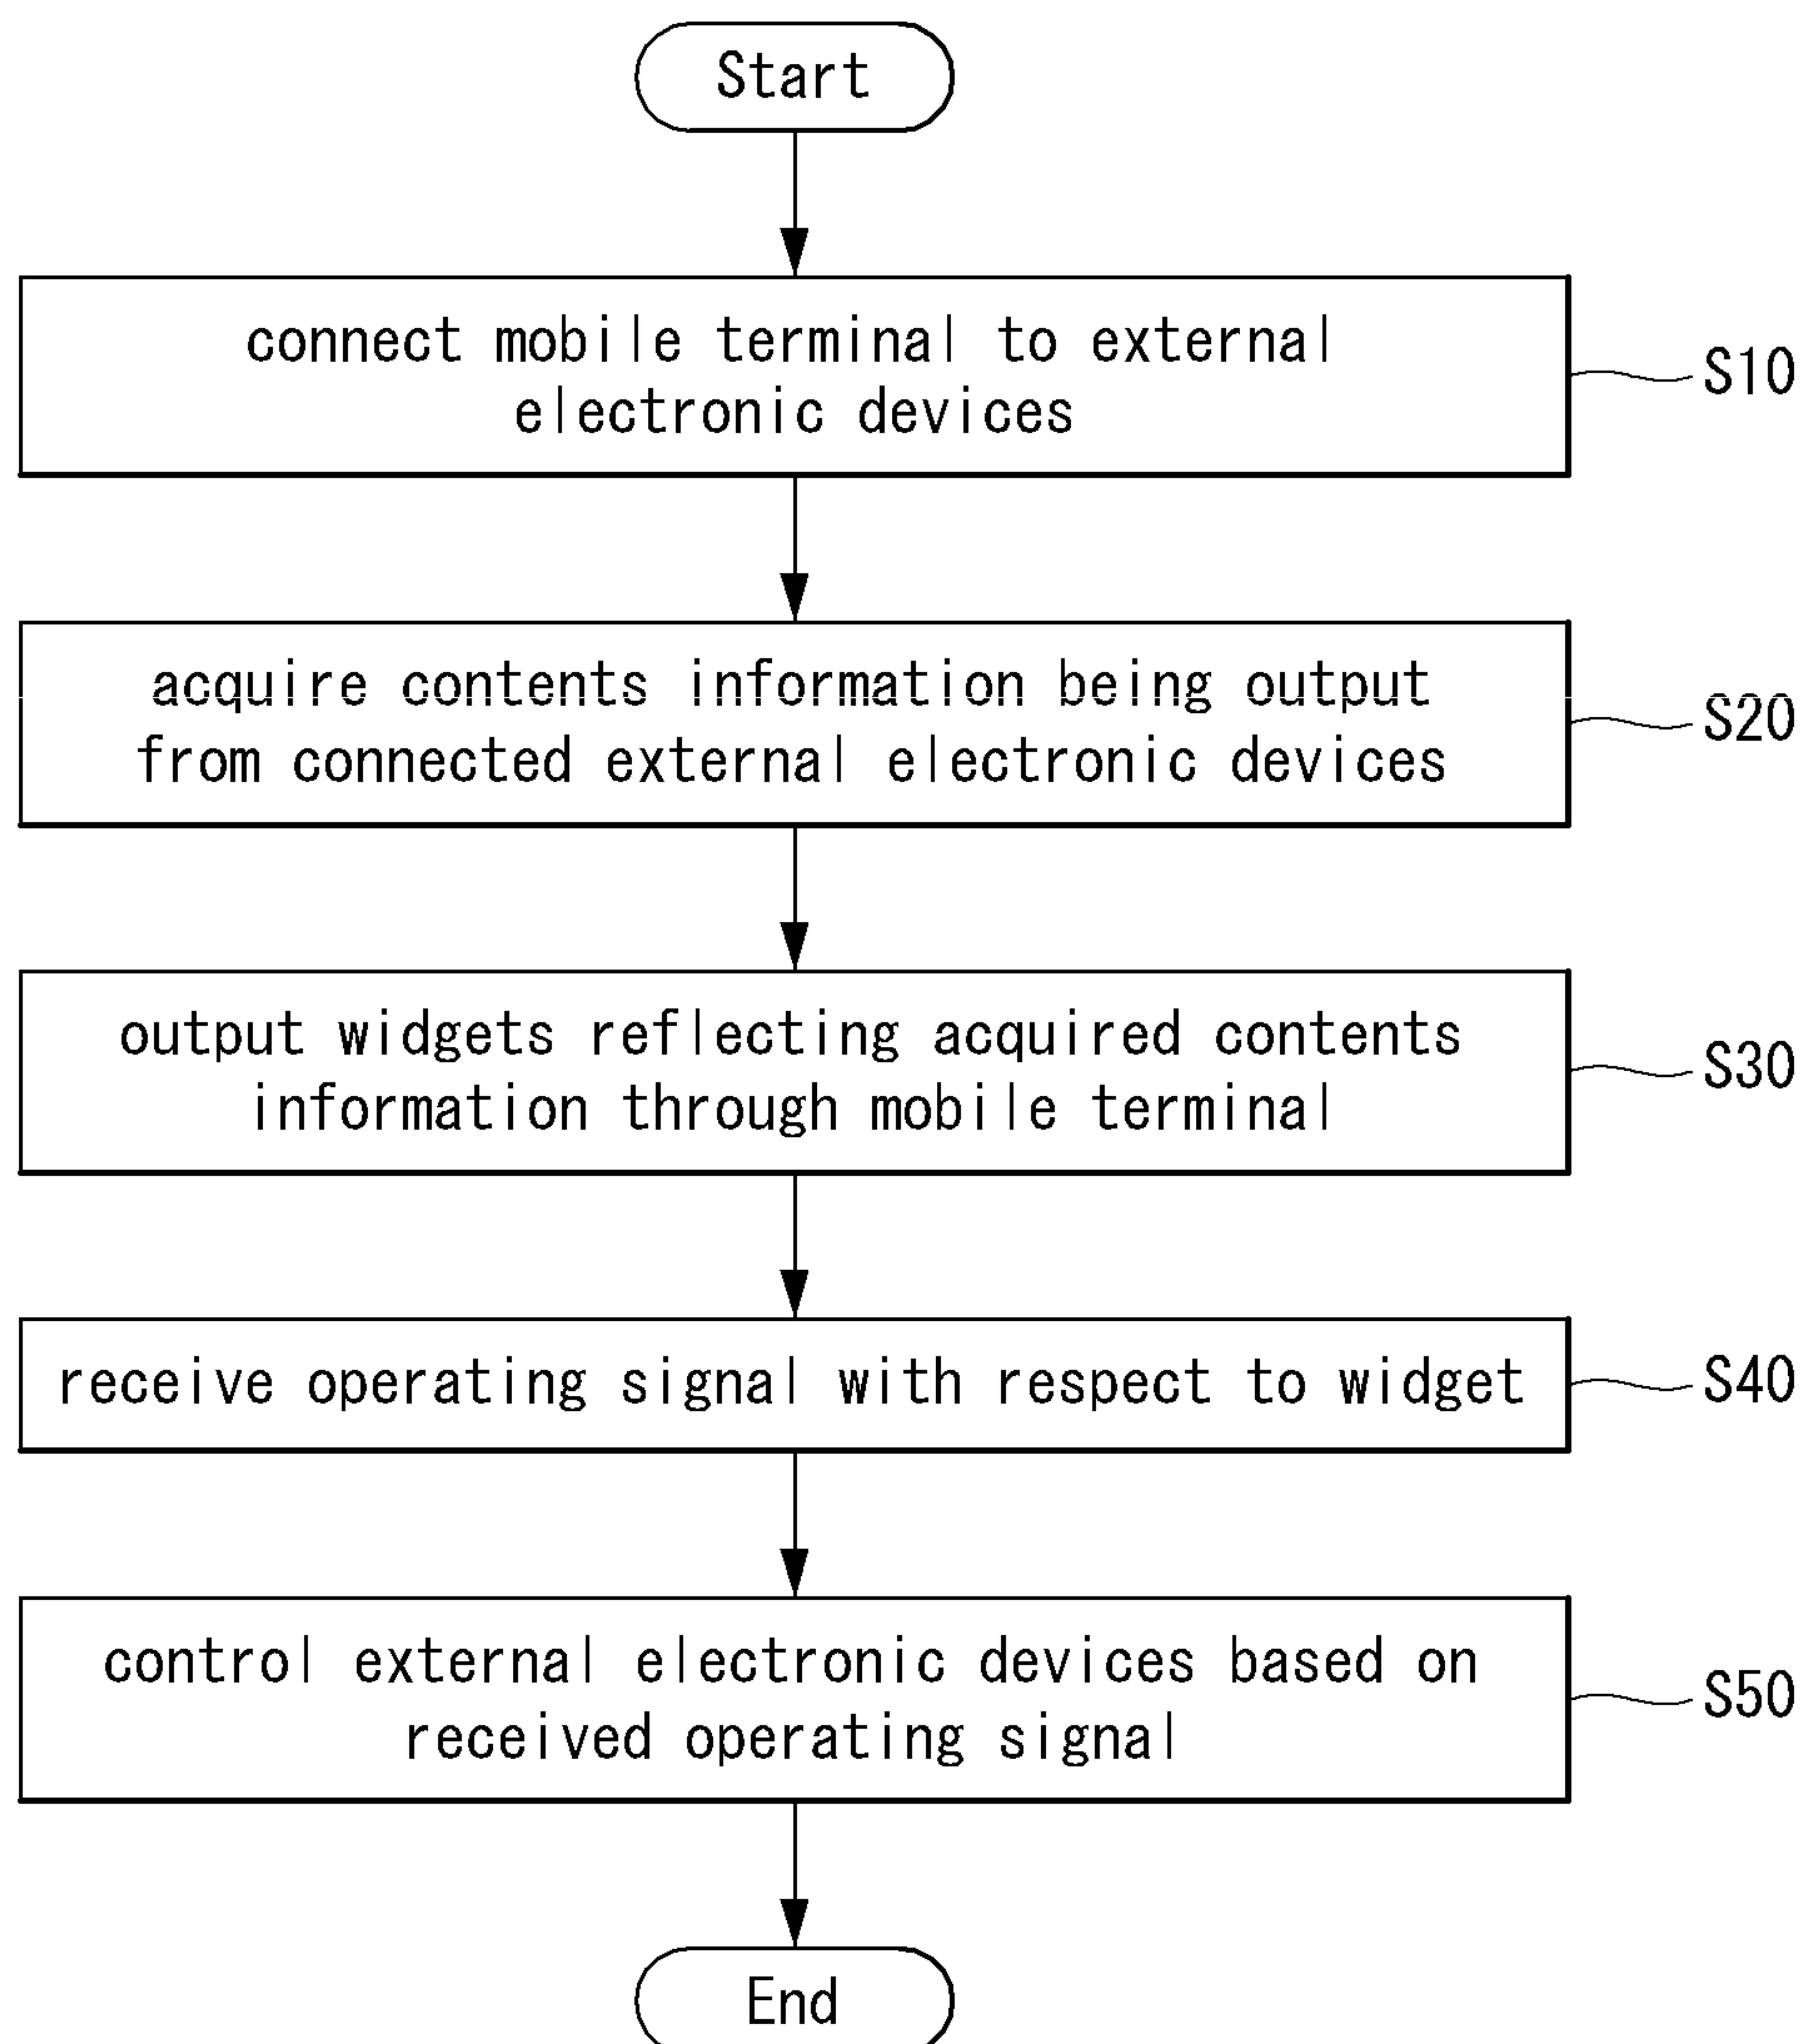 Start
connect mobile terminal to external
electronic devices
S10
acquire contents information being output
from connected external electronic devices
S20
output widgets reflecting acquired contents
information through mobile terminal
S30
receive operating signal with respect to widget
S40
control external electronic devices based on
received operating signal
S50
End